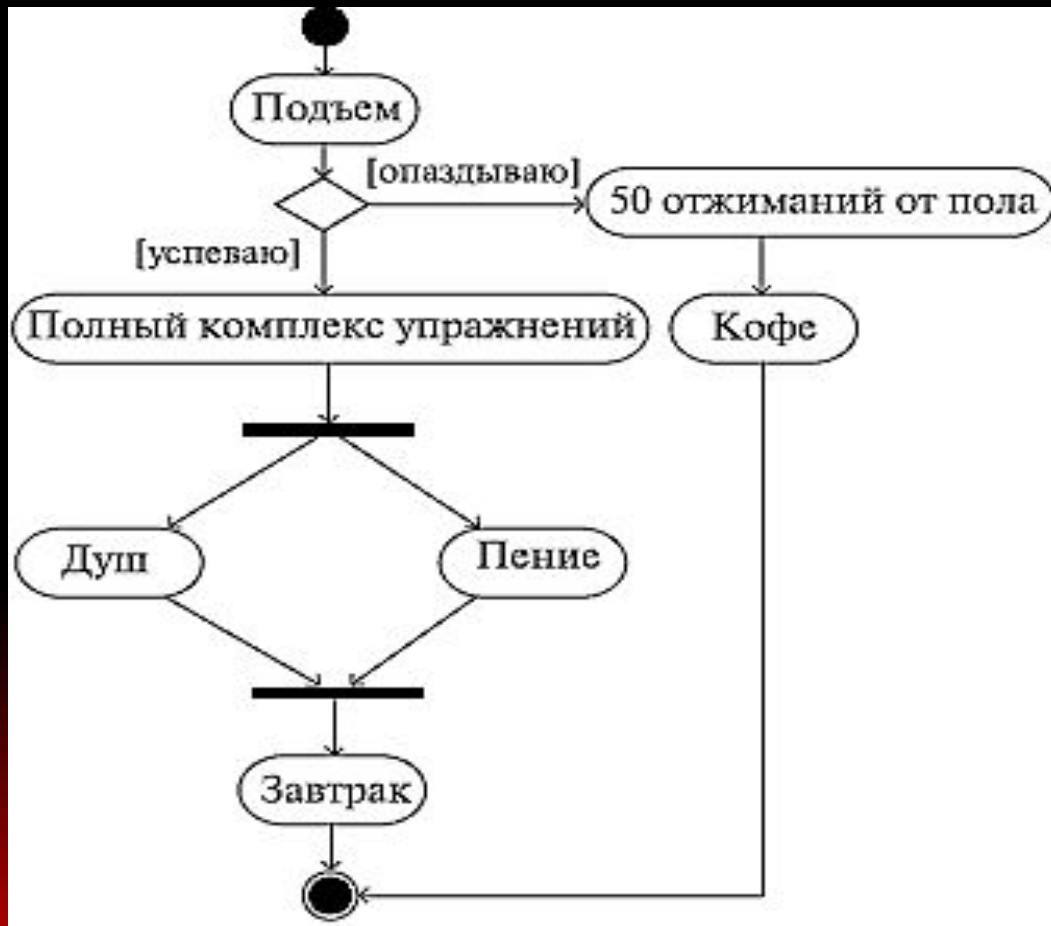 Подъем
[опаздываю]
50 отжиманий от пола
[успеваю]
Полный комплекс упражнений
Кофе
Душ
Пение
Завтрак